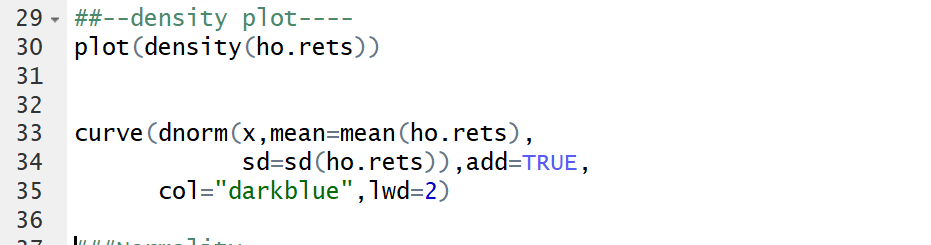 29 ##--density plot----
30 plot(density(ho.rets))
31
32
33 curve(dnorm(x,mean=mean(ho.rets),
34 sd=sd(ho.rets)),add=TRUE,
35 col="darkblue",lwd=2)
36